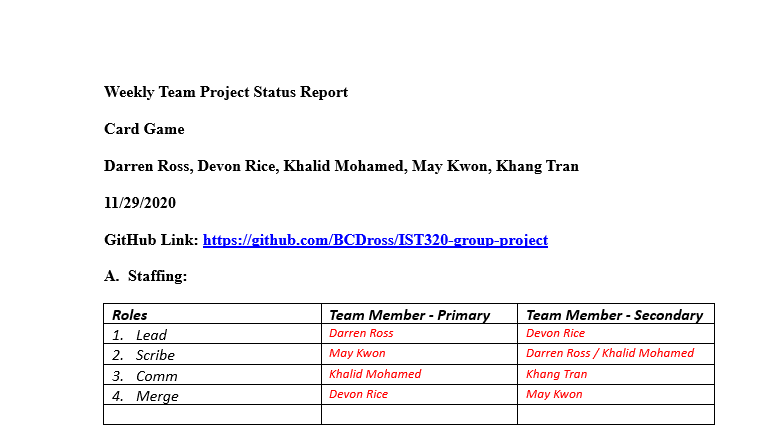 Weekly Team Project Status Report
Card Game
Darren Ross, Devon Rice, Khalid Mohamed, May Kwon, Khang Tran
11/29/2020
GitHub Link: https://github.com/BCDross/IST320-group-project
A. Staffing:
Roles Team Member - Primary Team Member - Secondary
1. Lead Darren Ross Devon Rice
2. Scribe May Kwon Darren Ross / Khalid Mohamed
3. Comm Khalid Mohamed Khang Tran
4. Merge Devon Rice May Kwon